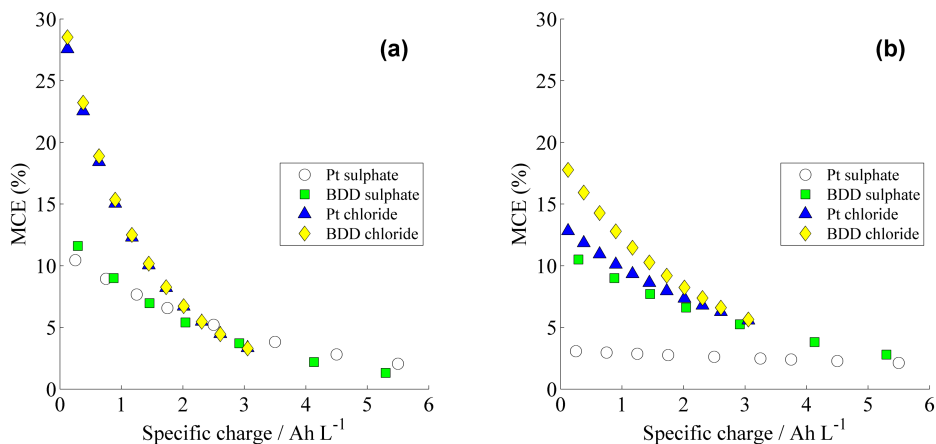 (a)
MCE (%)
30
25
20
15
10
5
0
Pt sulphate
BDD sulphate
Pt chloride
BDD chloride
0 1 2 3 4 5 6
Specific charge / Ah L⁻¹
(b)
MCE (%)
30
25
20
15
10
5
0
Pt sulphate
BDD sulphate
Pt chloride
BDD chloride
0 1 2 3 4 5 6
Specific charge / Ah L⁻¹